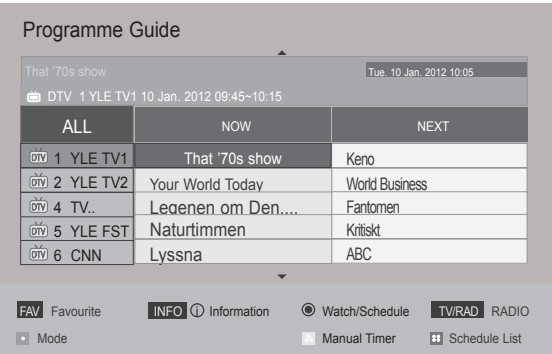 Programme Guide
That '70s show Tue. 10 Jan. 2012 10:05
DTV 1 YLE TV1 10 Jan. 2012 09:45~10:15
ALL NOW NEXT
DTV 1 YLE TV1 That '70s show Keno
DTV 2 YLE TV2 Your World Today World Business
DTV 4 TV.. Legenen om Den.... Fantomen
DTV 5 YLE FST Naturtimmen Kritiskt
DTV 6 CNN Lyssna ABC
FAV Favourite INFO ⓘ Information Watch/Schedule TV/RAD RADIO
Mode Manual Timer Schedule List